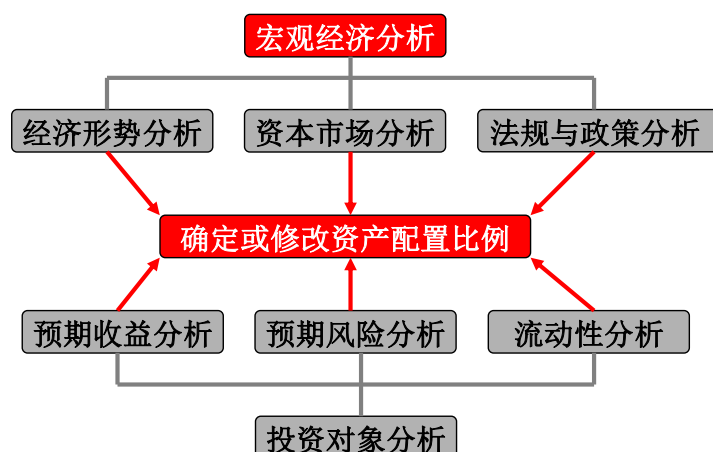 宏观经济分析
经济形势分析
资本市场分析
法规与政策分析
确定或修改资产配置比例
预期收益分析
预期风险分析
流动性分析
投资对象分析